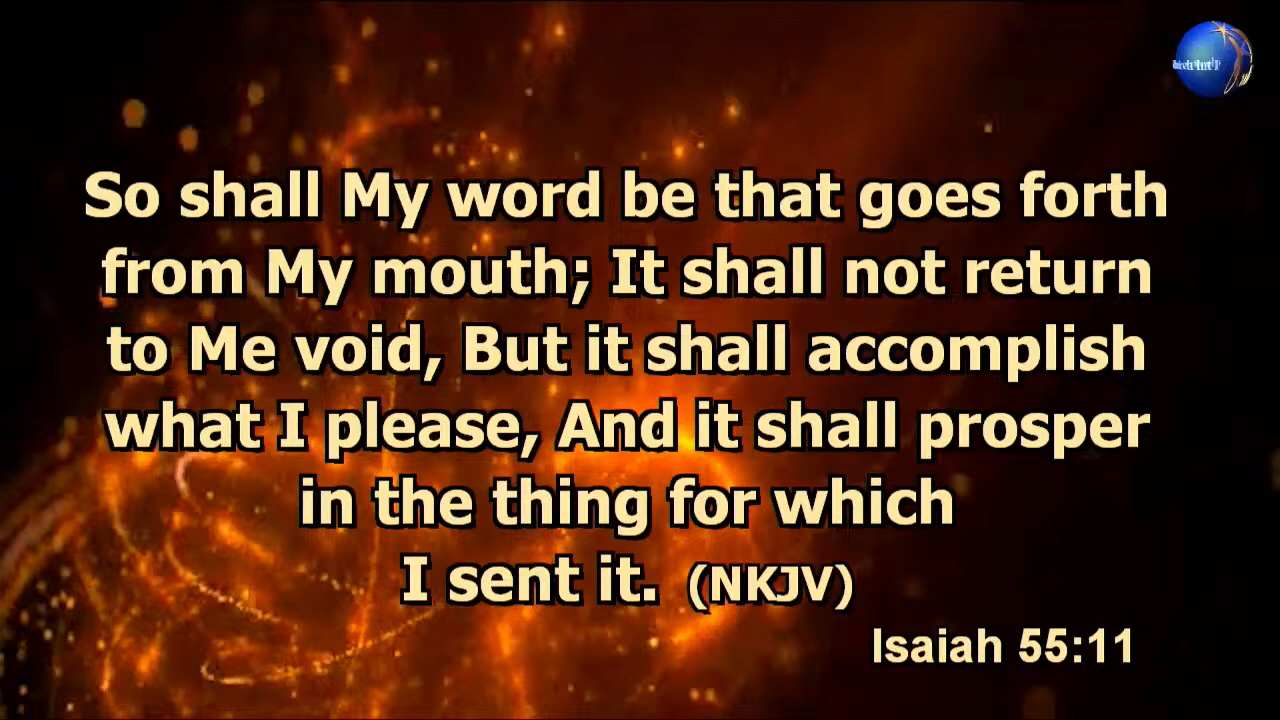 So shall My word be that goes forth
from My mouth; It shall not return
to Me void, But it shall accomplish
what I please, And it shall prosper
in the thing for which
I sent it. (NKJV)
Isaiah 55:11